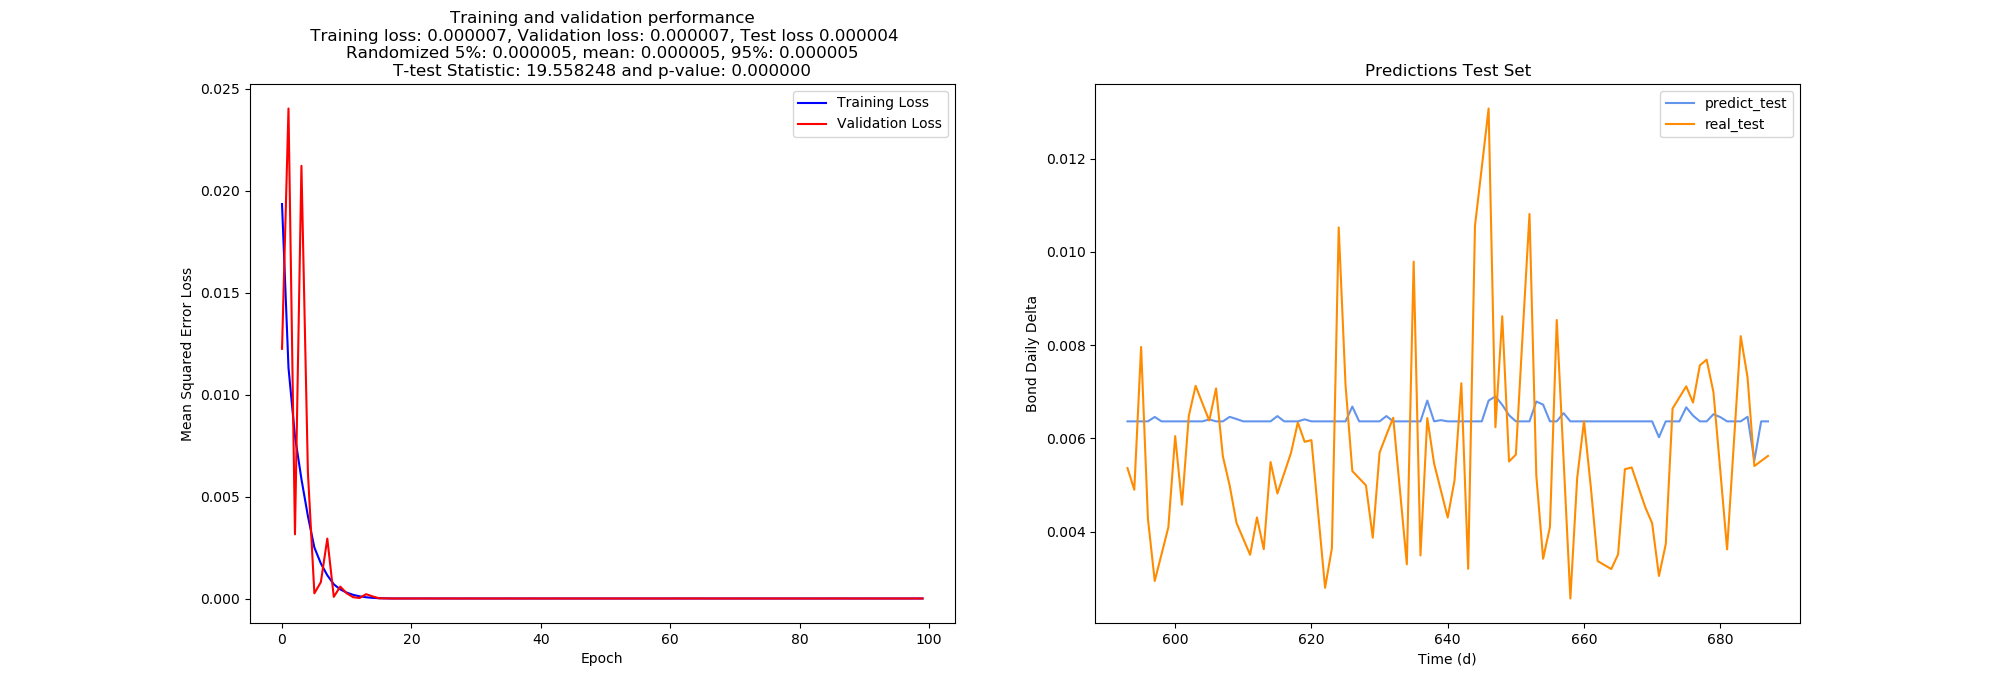 Training and validation performance
Training loss: 0.000007, Validation loss: 0.000007, Test loss 0.000004
Randomized 5%: 0.000005, mean: 0.000005, 95%: 0.000005
T-test Statistic: 19.558248 and p-value: 0.000000
Training Loss
Validation Loss
0.025
0.020
0.015
0.010
0.005
0.000
Mean Squared Error Loss
0 20 40 60 80 100
Epoch
Predictions Test Set
predict_test
real_test
0.012
0.010
0.008
0.006
0.004
Bond Daily Delta
600 620 640 660 680
Time (d)